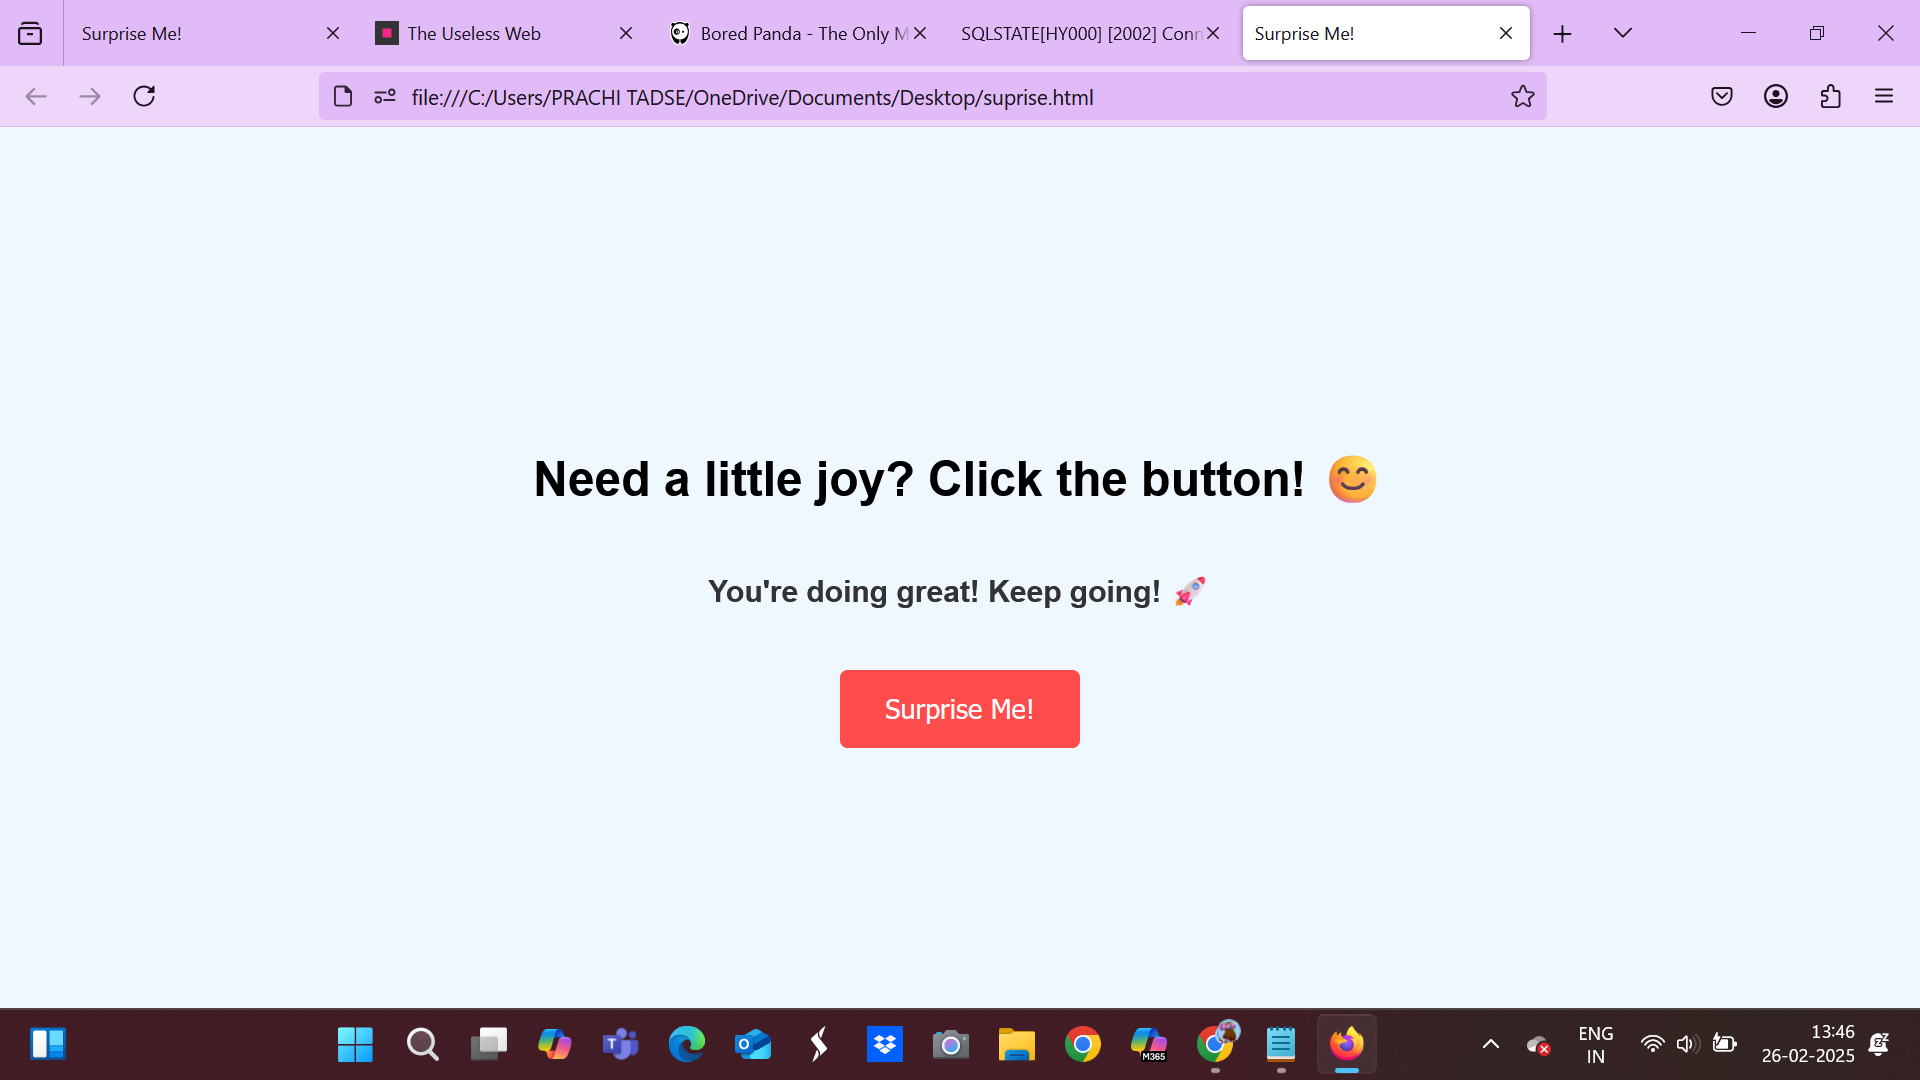 Surprise Me!
The Useless Web
Bored Panda - The Only M
SQLSTATE[HY000] [2002] Conn
Surprise Me!
file:///C:/Users/PRACHI TADSE/OneDrive/Documents/Desktop/suprise.html
Need a little joy? Click the button! 😊
You're doing great! Keep going! 🚀
Surprise Me!
M365
ENG
IN
13:46
26-02-2025